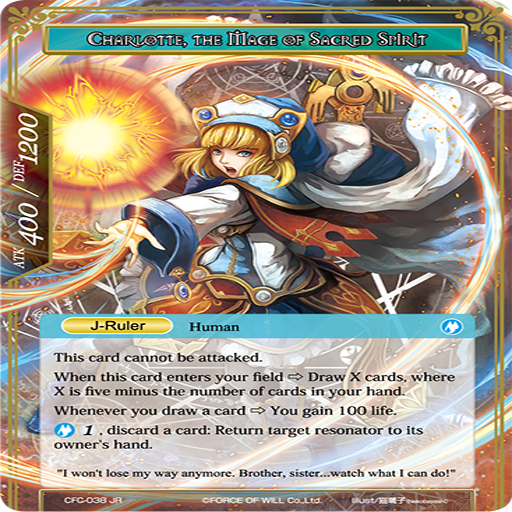 Charlotte, the Mage of Sacred Spirit
ATK 400 / DEF 1200
J-Ruler Human
This card cannot be attacked.
When this card enters your field ⇨ Draw X cards, where
X is five minus the number of cards in your hand.
Whenever you draw a card ⇨ You gain 100 life.
1 , discard a card: Return target resonator to its
owner's hand.
"I won't lose my way anymore. Brother, sister...watch what I can do!"
CFC-038 JR ©FORCE OF WILL Co.,Ltd. Illust/